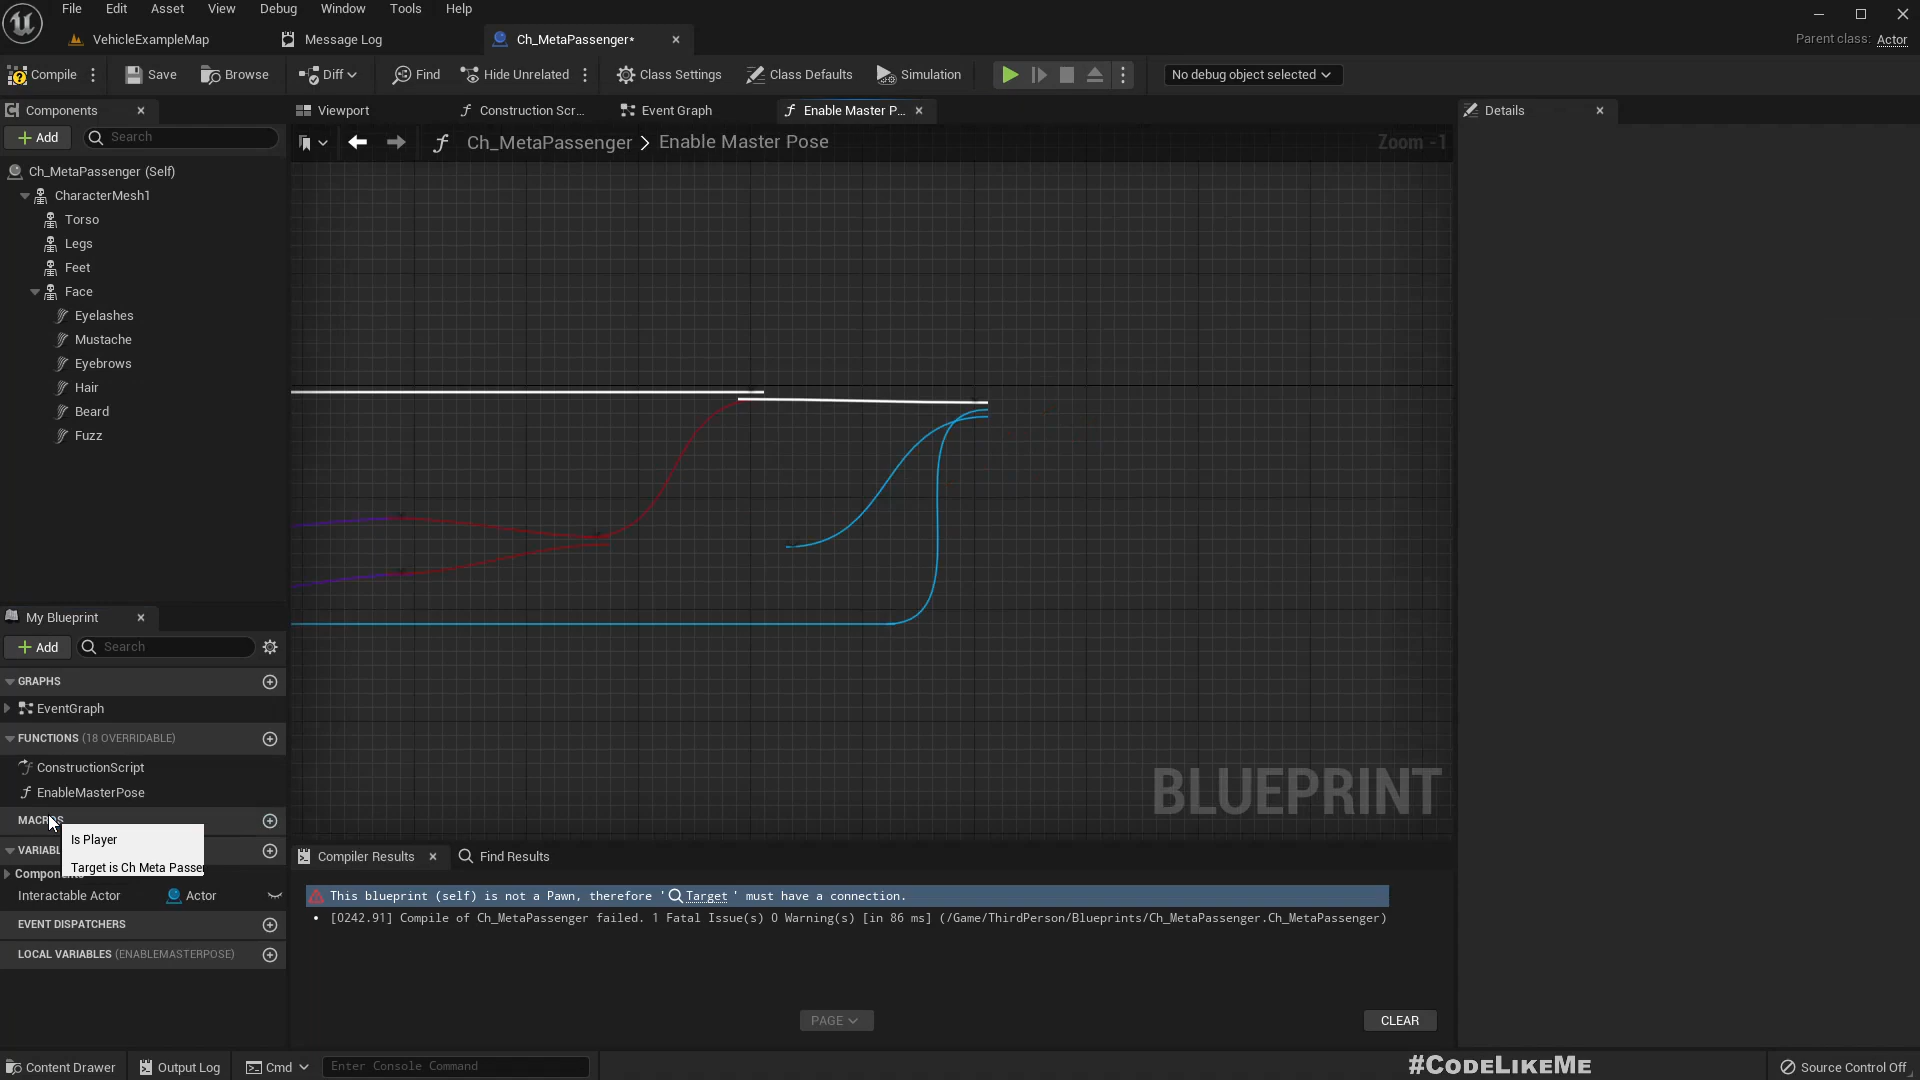 File Edit Asset View Debug Window Tools Help
VehicleExampleMap
Message Log
Ch_MetaPassenger*
Parent class: Actor
Compile
Save
Browse
Diff
Find
Hide Unrelated
Class Settings
Class Defaults
Simulation
No debug object selected
Components
Viewport
Construction Scr...
Event Graph
Enable Master P...
Details
Add
Search
Ch_MetaPassenger > Enable Master Pose
Zoom -1
Ch_MetaPassenger (Self)
CharacterMesh1
Torso
Legs
Feet
Face
Eyelashes
Mustache
Eyebrows
Hair
Beard
Fuzz
My Blueprint
Add
Search
GRAPHS
EventGraph
FUNCTIONS (18 OVERRIDABLE)
ConstructionScript
EnableMasterPose
MACROS
Is Player
VARIABL
Target is Ch Meta Passe
Components
Interactable Actor
Actor
EVENT DISPATCHERS
LOCAL VARIABLES (ENABLEMASTERPOSE)
BLUEPRINT
Compiler Results
Find Results
This blueprint (self) is not a Pawn, therefore ' Target ' must have a connection.
[0242.91] Compile of Ch_MetaPassenger failed. 1 Fatal Issue(s) 0 Warning(s) [in 86 ms] (/Game/ThirdPerson/Blueprints/Ch_MetaPassenger.Ch_MetaPassenger)
PAGE
CLEAR
Content Drawer
Output Log
Cmd
Enter Console Command
#CodeLikeMe
Source Control Off